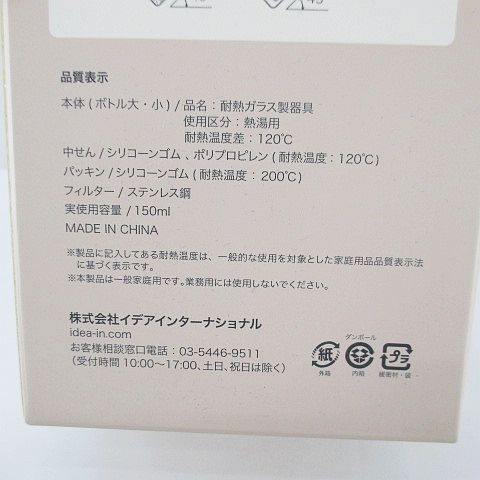 品質表示
本体 ( ボトル大・小 ) / 品名：耐熱ガラス製器具
使用区分：熱湯用
耐熱温度差：120℃
中せん / シリコーンゴム 、ポリプロピレン ( 耐熱温度：120℃ )
パッキン / シリコーンゴム ( 耐熱温度：200℃ )
フィルター / ステンレス鋼
実使用容量 / 150ml
MADE IN CHINA
※製品に記入してある耐熱温度は、一般的な使用を対象とした家庭用品品質表示法
に基づく表示です。
※本製品は一般家庭用です。業務用には使用しないでください。
株式会社イデアインターナショナル
idea-in.com
お客様相談窓口電話：03-5446-9511
（受付時間 10:00〜17:00、土日、祝日は除く）
ダンボール
紙 プラ
外箱 内箱 緩衝材・袋